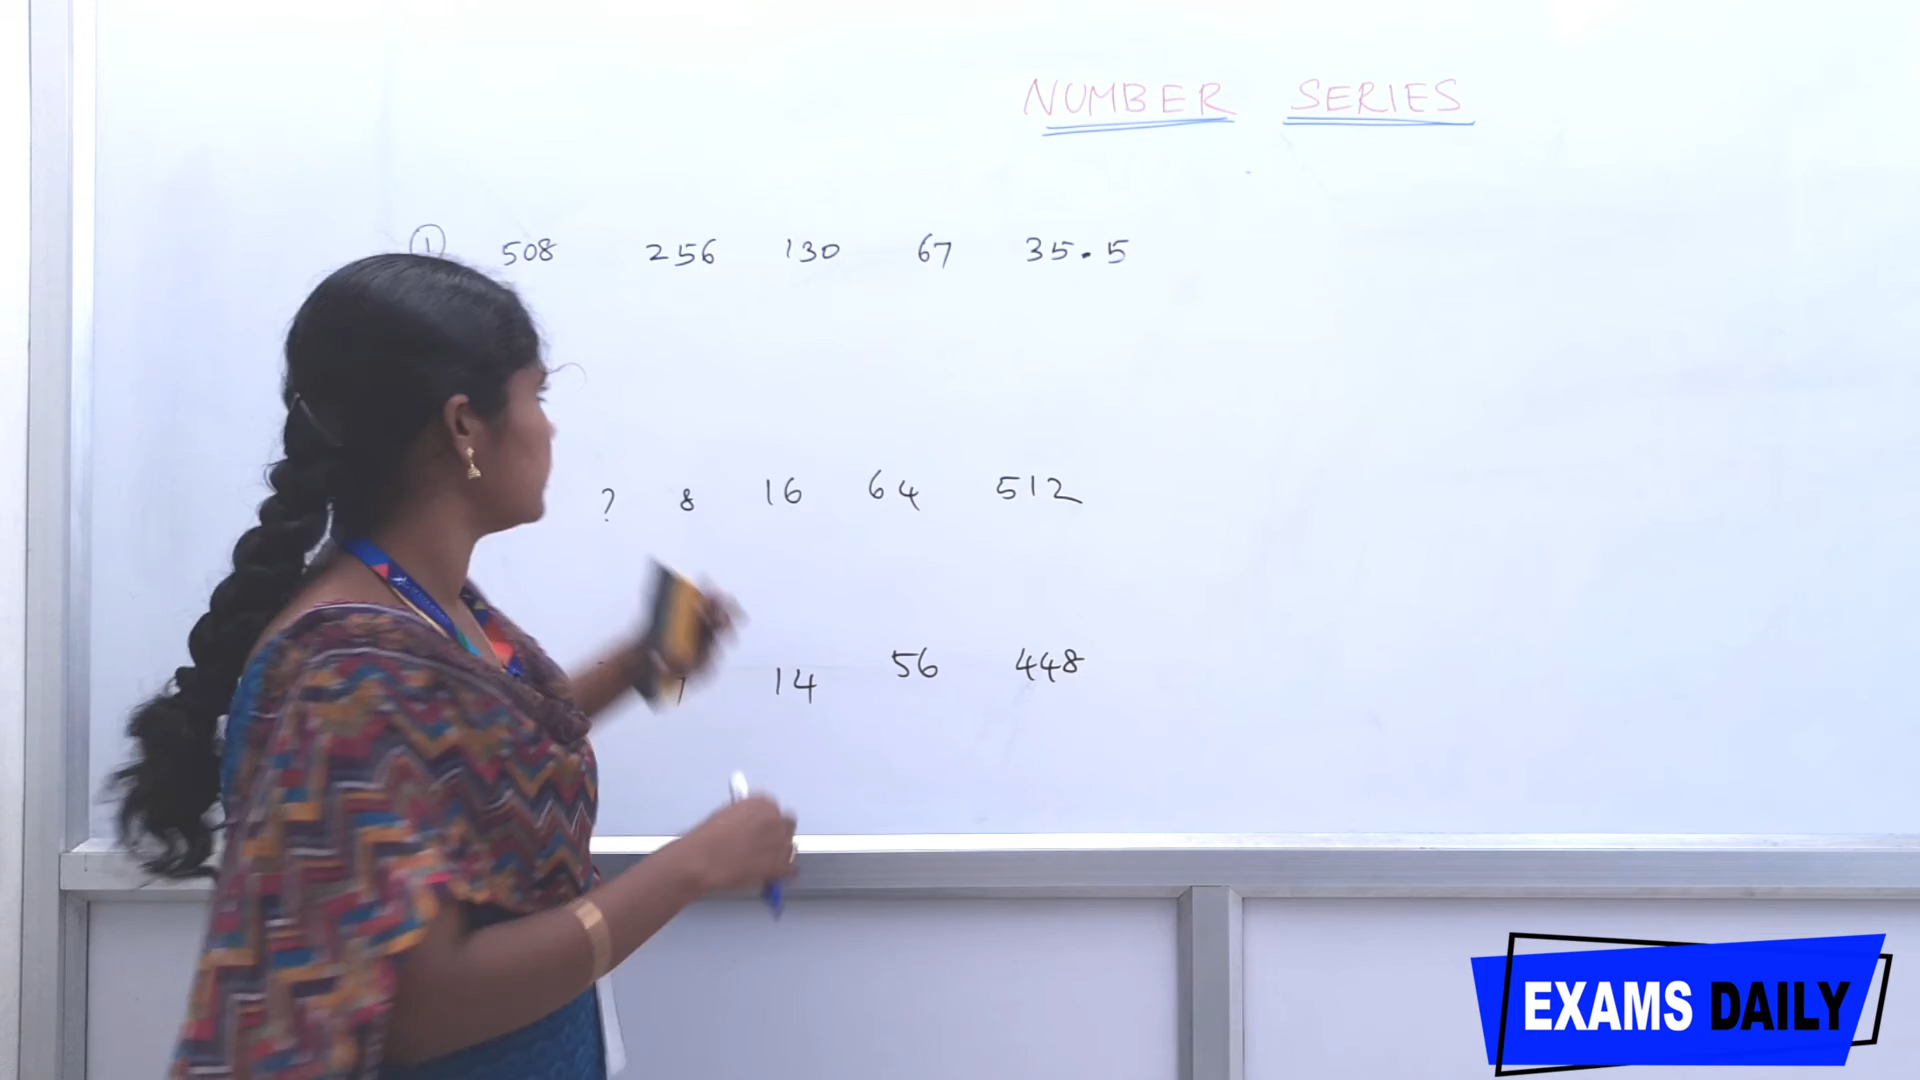 NUMBER SERIES
① 508 256 130 67 35.5
? 8 16 64 512
14 56 448
EXAMS DAILY